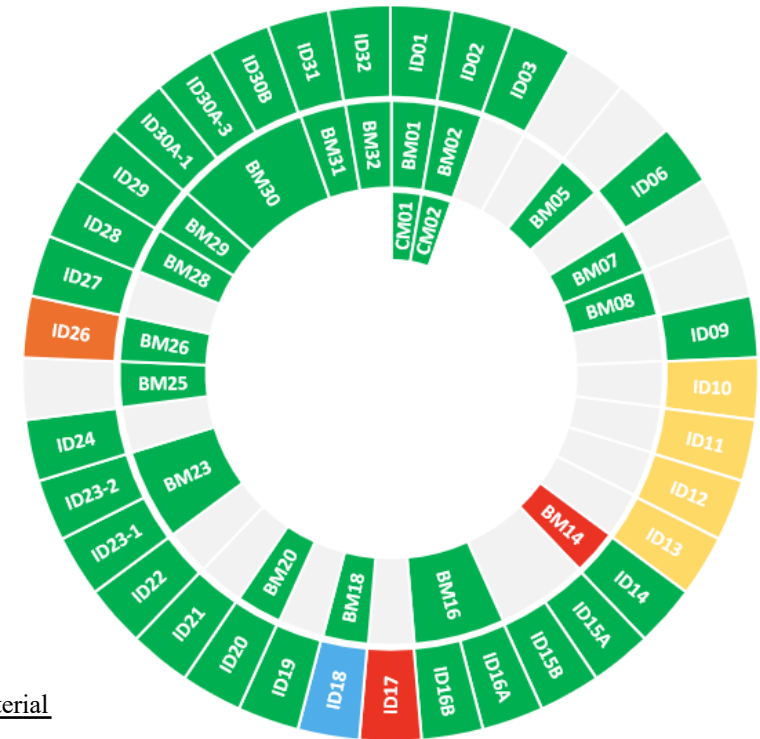 ID01
ID02
ID03
ID06
ID09
ID10
ID11
ID12
ID13
ID14
ID15A
ID15B
ID16A
ID16B
ID17
ID18
ID19
ID20
ID21
ID22
ID23-1
ID23-2
ID24
ID26
ID27
ID28
ID29
ID30A-1
ID30A-3
ID30B
ID31
ID32
BM01
BM02
BM05
BM07
BM08
BM14
BM16
BM18
BM20
BM23
BM25
BM26
BM28
BM29
BM30
BM31
BM32
CM01
CM02
terial